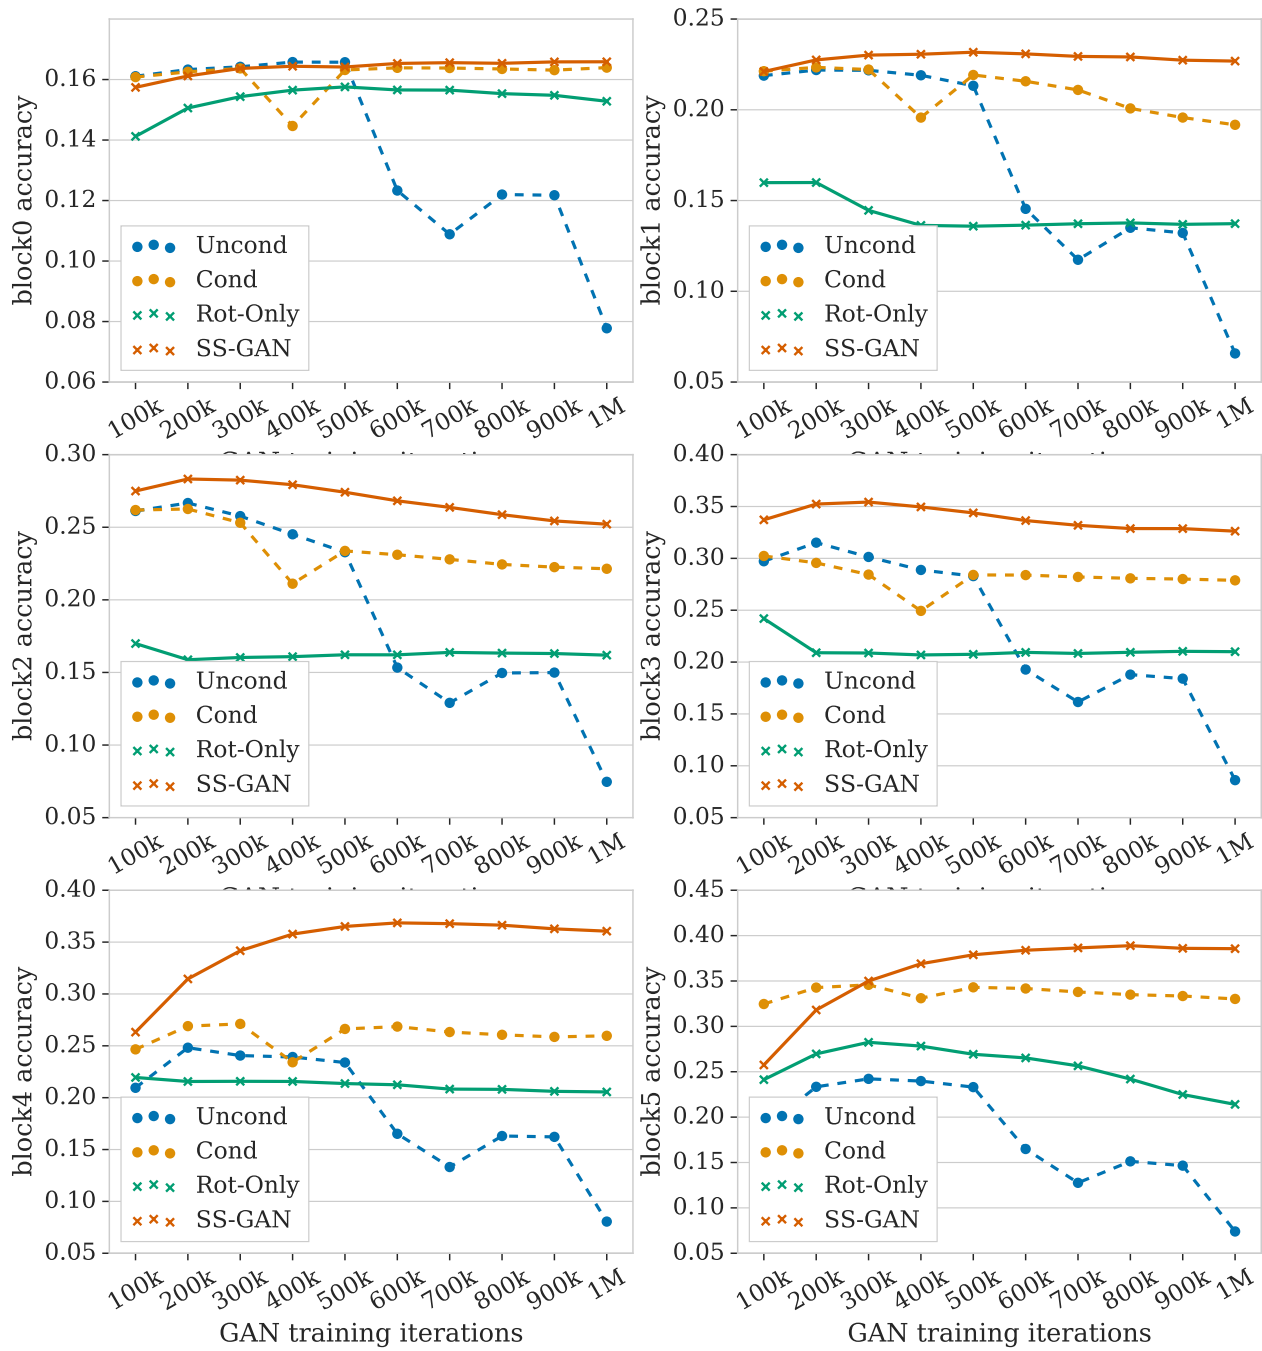 block0 accuracy
0.16
0.14
0.12
0.10
0.08
0.06
Uncond
Cond
Rot-Only
SS-GAN
100k 200k 300k 400k 500k 600k 700k 800k 900k 1M
block1 accuracy
0.25
0.20
0.15
0.10
0.05
Uncond
Cond
Rot-Only
SS-GAN
100k 200k 300k 400k 500k 600k 700k 800k 900k 1M
block2 accuracy
0.30
0.25
0.20
0.15
0.10
0.05
Uncond
Cond
Rot-Only
SS-GAN
100k 200k 300k 400k 500k 600k 700k 800k 900k 1M
block3 accuracy
0.40
0.35
0.30
0.25
0.20
0.15
0.10
0.05
Uncond
Cond
Rot-Only
SS-GAN
100k 200k 300k 400k 500k 600k 700k 800k 900k 1M
block4 accuracy
0.40
0.35
0.30
0.25
0.20
0.15
0.10
0.05
Uncond
Cond
Rot-Only
SS-GAN
100k 200k 300k 400k 500k 600k 700k 800k 900k 1M
GAN training iterations
block5 accuracy
0.45
0.40
0.35
0.30
0.25
0.20
0.15
0.10
0.05
Uncond
Cond
Rot-Only
SS-GAN
100k 200k 300k 400k 500k 600k 700k 800k 900k 1M
GAN training iterations